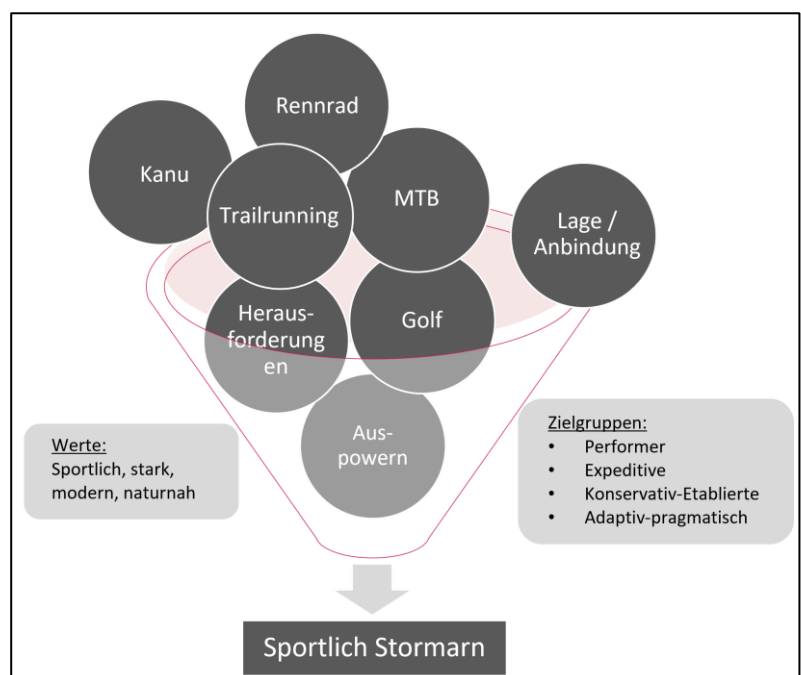 Rennrad
Kanu
Trailrunning
MTB
Lage /
Anbindung
Heraus-
forderung
en
Golf
Aus-
powern
Werte:
Sportlich, stark,
modern, naturnah
Zielgruppen:
• Performer
• Expeditive
• Konservativ-Etablierte
• Adaptiv-pragmatisch
Sportlich Stormarn